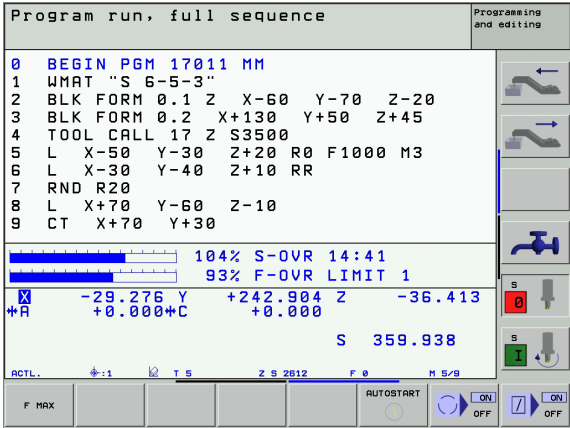 Program run, full sequence
Programming
and editing
0 BEGIN PGM 17011 MM
1 WMAT "S 6-5-3"
2 BLK FORM 0.1 Z X-60 Y-70 Z-20
3 BLK FORM 0.2 X+130 Y+50 Z+45
4 TOOL CALL 17 Z S3500
5 L X-50 Y-30 Z+20 R0 F1000 M3
6 L X-30 Y-40 Z+10 RR
7 RND R20
8 L X+70 Y-60 Z-10
9 CT X+70 Y+30
104% S-OVR 14:41
93% F-OVR LIMIT 1
X -29.276 Y +242.904 Z -36.413
A +0.000 C +0.000
S 359.938
ACTL. :1 T 5 Z S 2612 F 0 M 5/9
S
0
S
I
F MAX
AUTOSTART
ON
OFF
ON
OFF